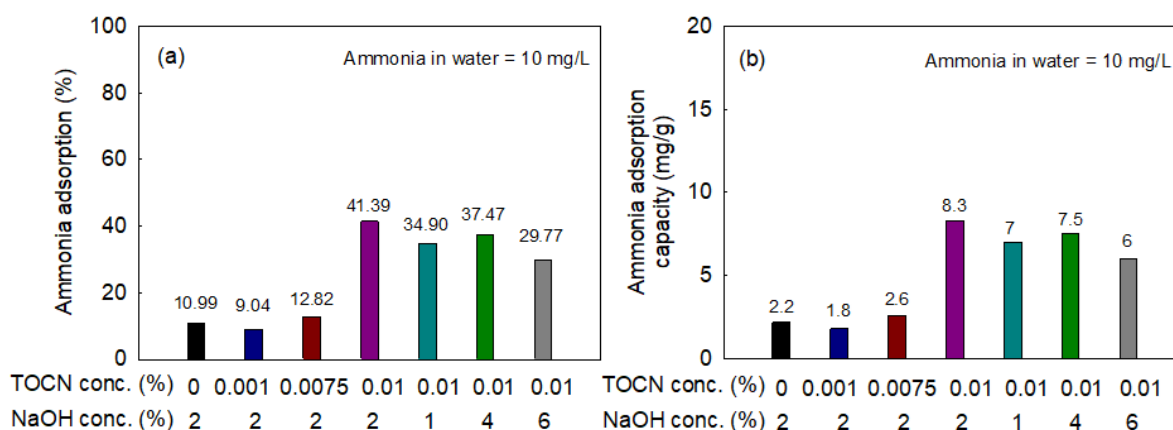 (a)
Ammonia in water = 10 mg/L
Ammonia adsorption (%)
100
80
60
40
20
0
10.99
9.04
12.82
41.39
34.90
37.47
29.77
TOCN conc. (%) 0 0.001 0.0075 0.01 0.01 0.01 0.01
NaOH conc. (%) 2 2 2 2 1 4 6
(b)
Ammonia in water = 10 mg/L
Ammonia adsorption
capacity (mg/g)
20
15
10
5
0
2.2
1.8
2.6
8.3
7
7.5
6
TOCN conc. (%) 0 0.001 0.0075 0.01 0.01 0.01 0.01
NaOH conc. (%) 2 2 2 2 1 4 6